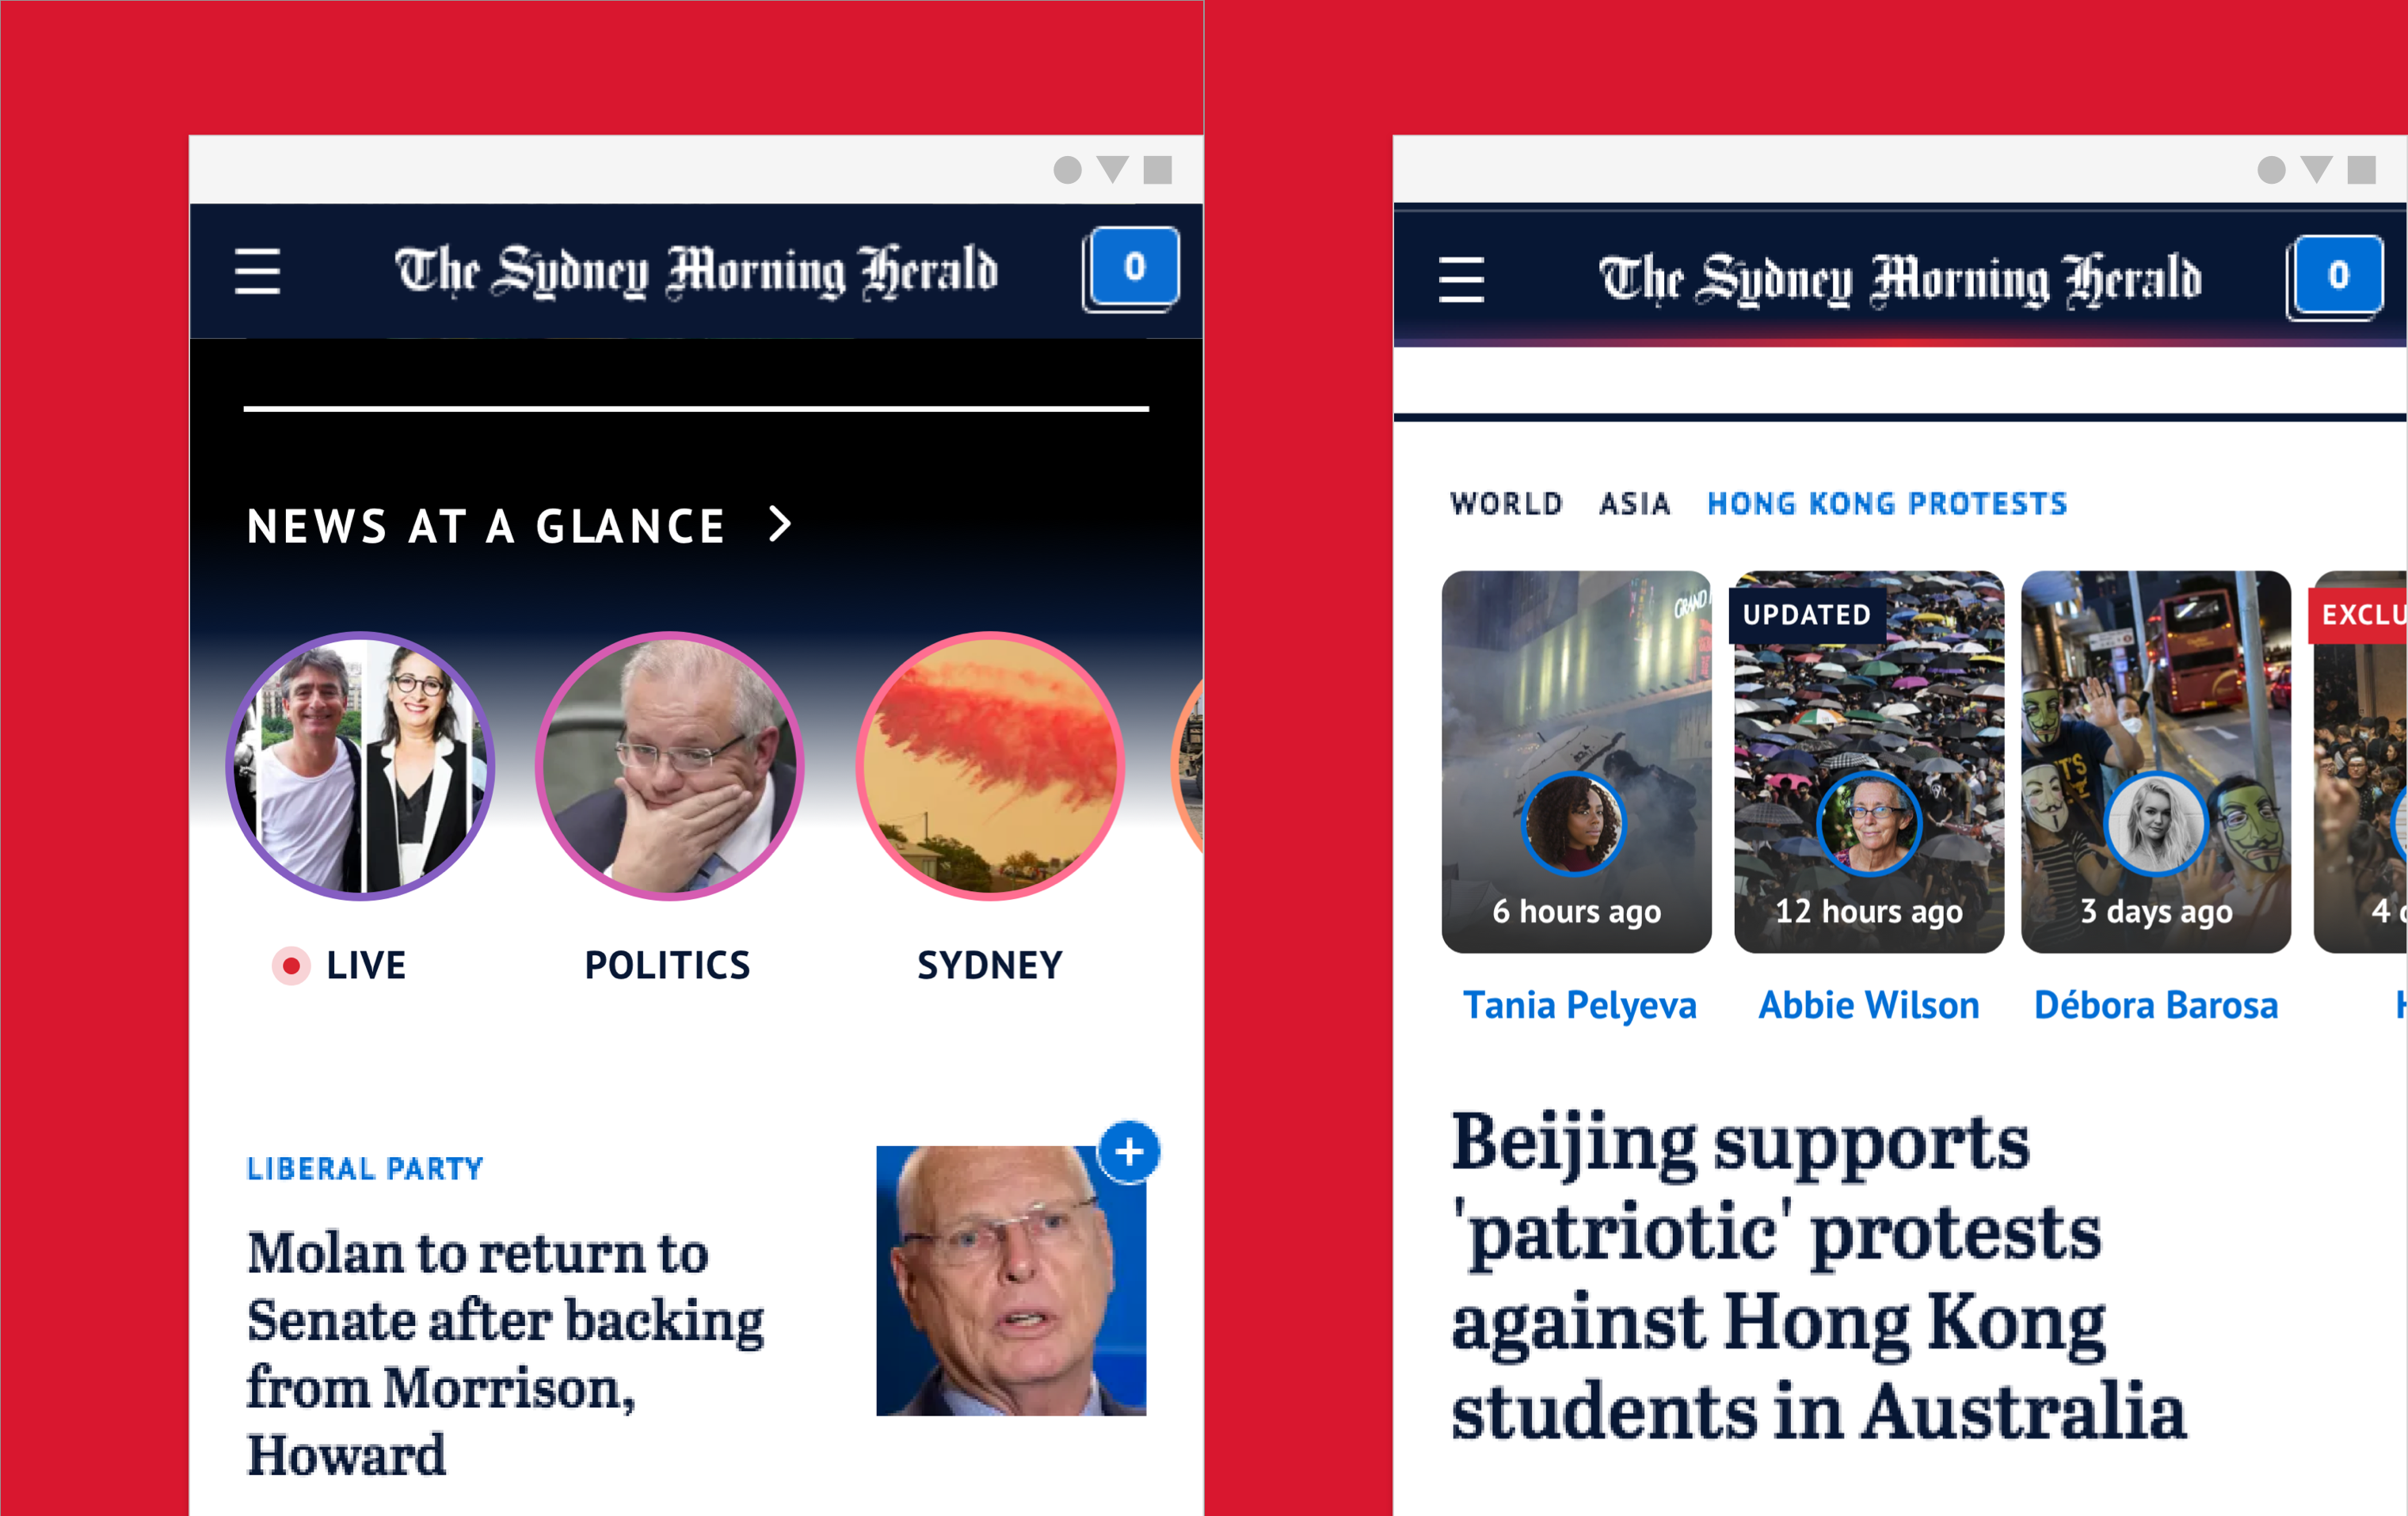 The Sydney Morning Herald
0
NEWS AT A GLANCE
LIVE
POLITICS
SYDNEY
LIBERAL PARTY
Molan to return to
Senate after backing
from Morrison,
Howard
The Sydney Morning Herald
0
WORLD ASIA HONG KONG PROTESTS
GRAND
UPDATED
EXCLU
6 hours ago
12 hours ago
3 days ago
4
Tania Pelyeva
Abbie Wilson
Débora Barosa
Beijing supports
'patriotic' protests
against Hong Kong
students in Australia